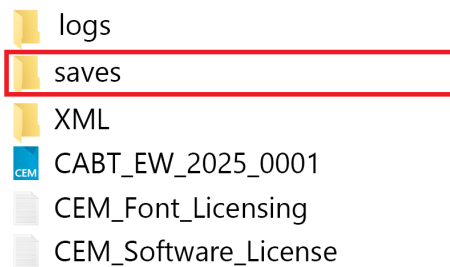 logs
saves
XML
CEM CABT_EW_2025_0001
CEM_Font_Licensing
CEM_Software_License